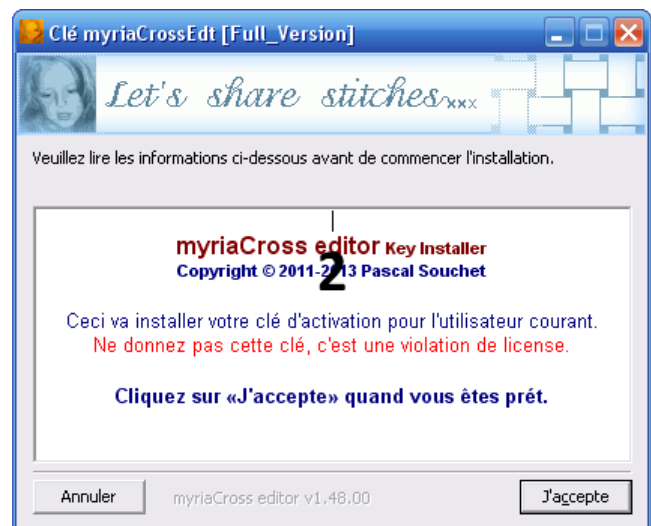 Clé myriaCrossEdt [Full_Version]
Let's share stitches xxx
Veuillez lire les informations ci-dessous avant de commencer l'installation.
myriaCross editor Key Installer
Copyright © 2011-2013 Pascal Souchet
2
Ceci va installer votre clé d'activation pour l'utilisateur courant.
Ne donnez pas cette clé, c'est une violation de license.
Cliquez sur «J'accepte» quand vous êtes prét.
Annuler myriaCross editor v1.48.00 J'accepte